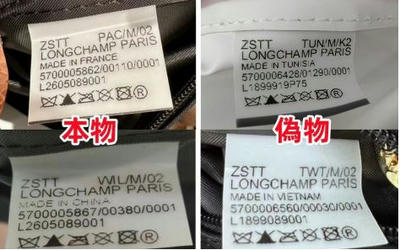 ZSTT PAC/M/02
LONGCHAMP PARIS
MADE IN FRANCE
5700005862/00110/0001
L2605089001
ZSTT TUN/M/K2
LONGCHAMP PARIS
MADE IN TUNISIA
5700006428/01290/0001
L1899919P75
本物
偽物
ZSTT WIL/M/02
LONGCHAMP PARIS
MADE IN CHINA
5700005867/00380/0001
L2605089001
ZSTT TWT/M/02
LONGCHAMP PARIS
MADE IN VIETNAM
5700006560/00030/0001
L1899089001